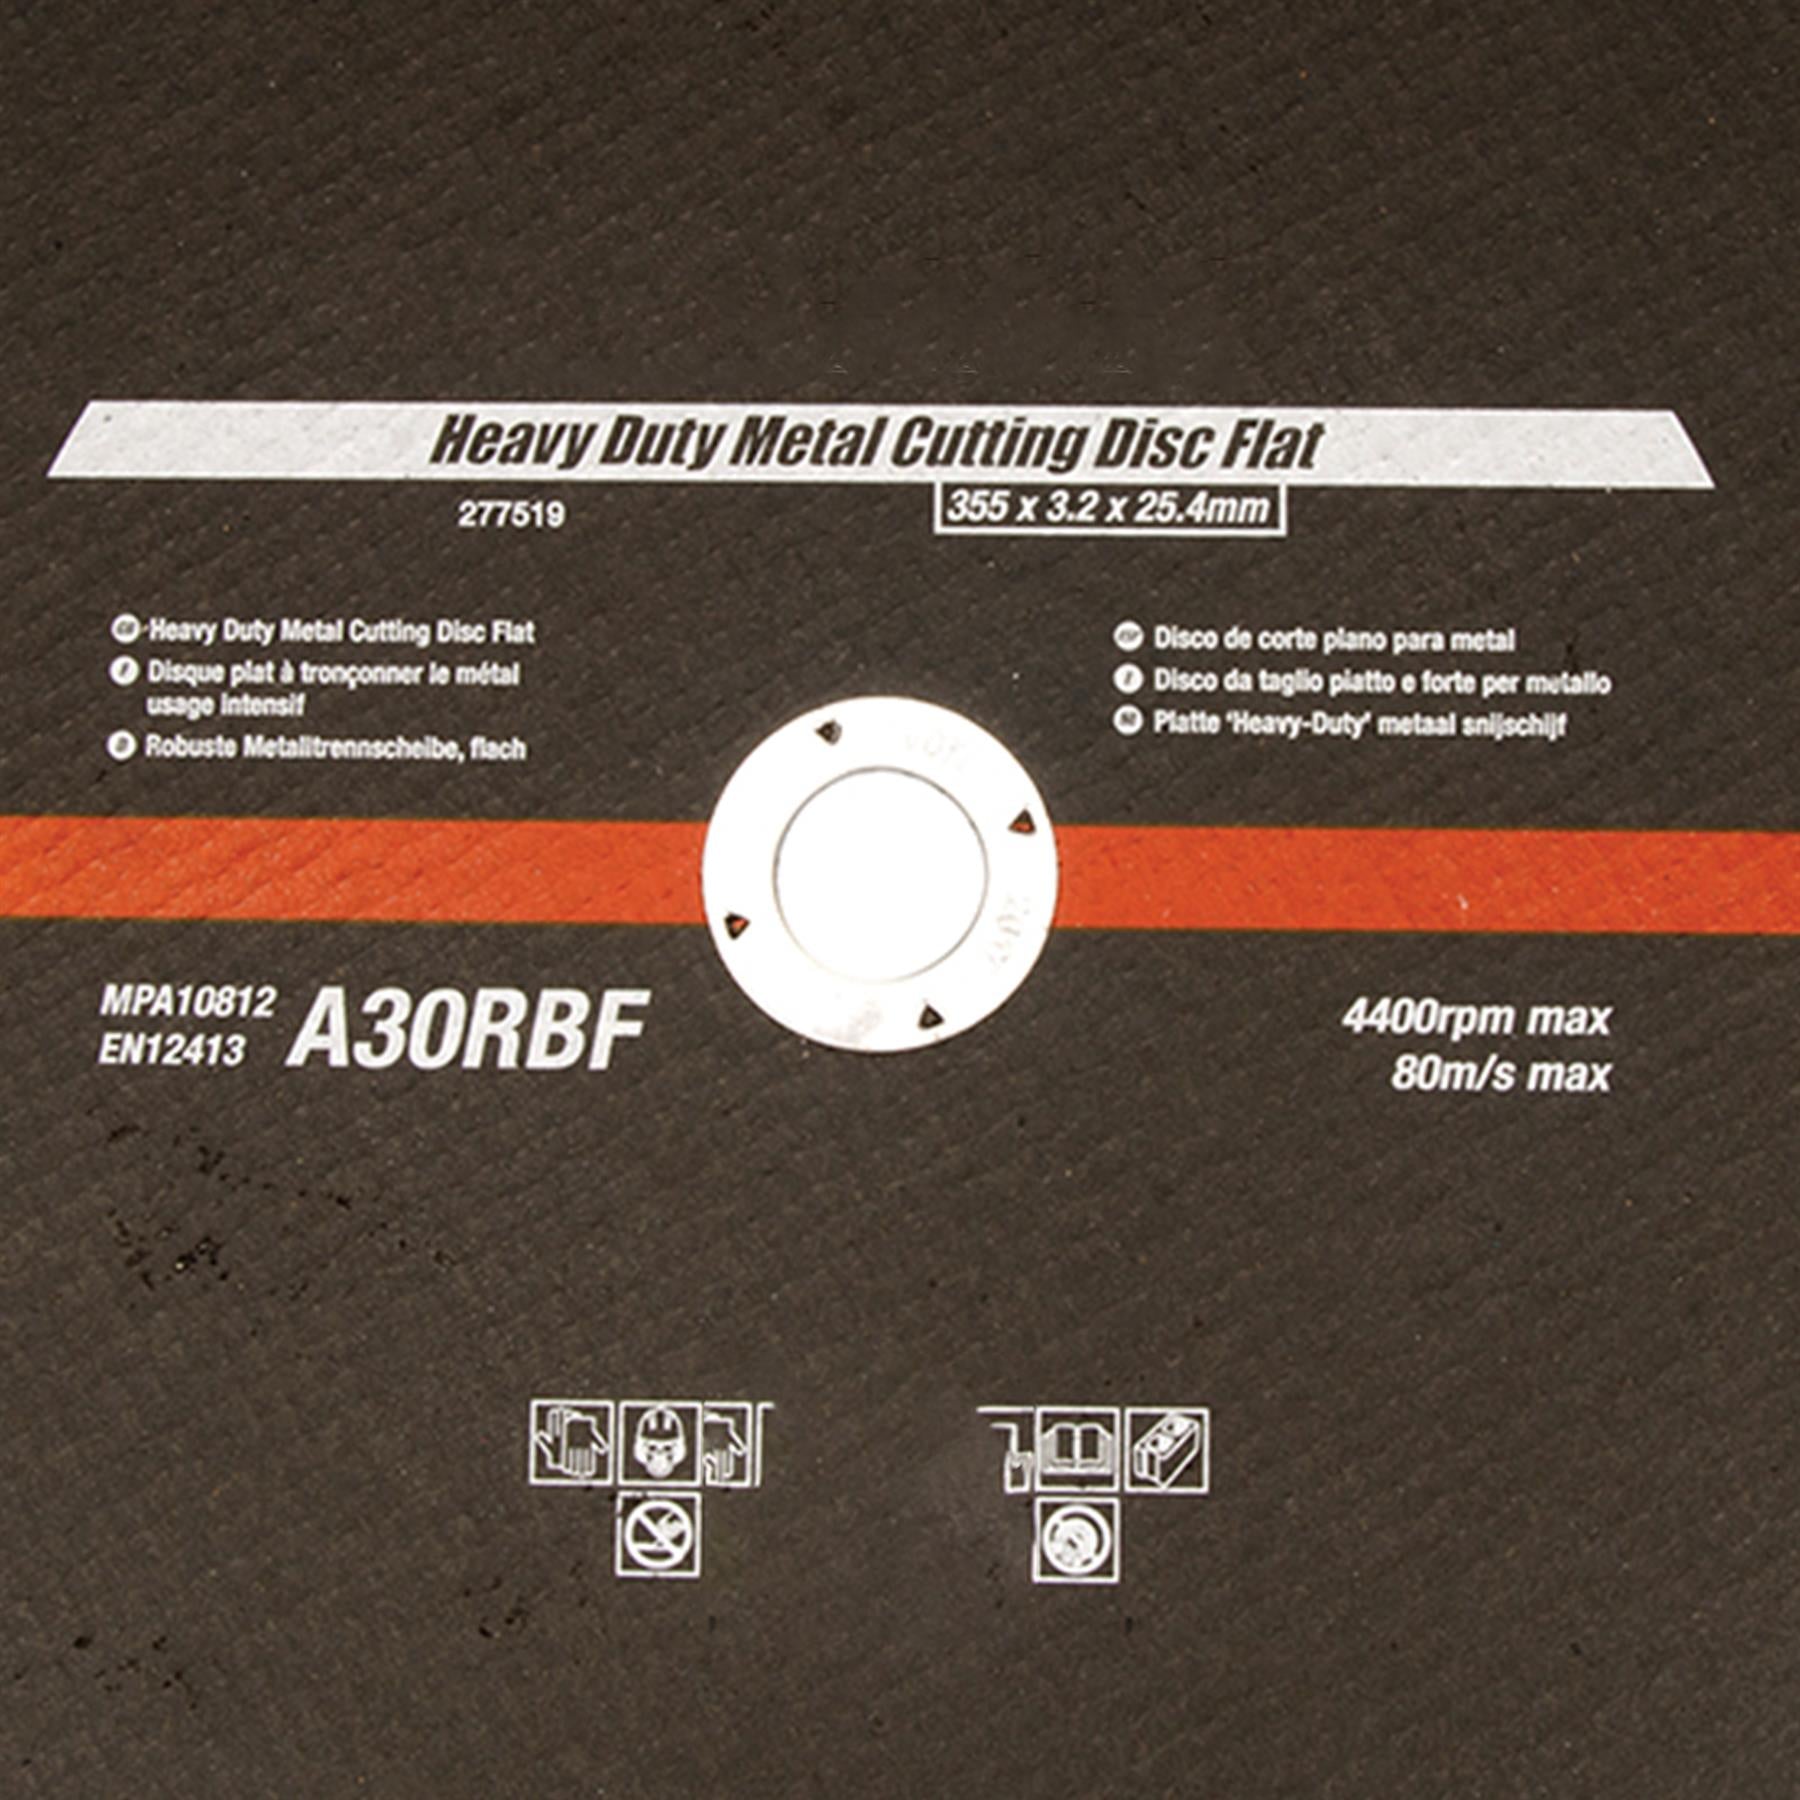 Heavy Duty Metal Cutting Disc Flat
277519
355 x 3.2 x 25.4mm
GB Heavy Duty Metal Cutting Disc Flat
F Disque plat à tronçonner le métal
usage intensif
D Robuste Metalltrennscheibe, flach
ESP Disco de corte plano para metal
I Disco da taglio piatto e forte per metallo
Platte 'Heavy-Duty' metaal snijschijf
MPA10812
EN12413
A30RBF
4400rpm max
80m/s max